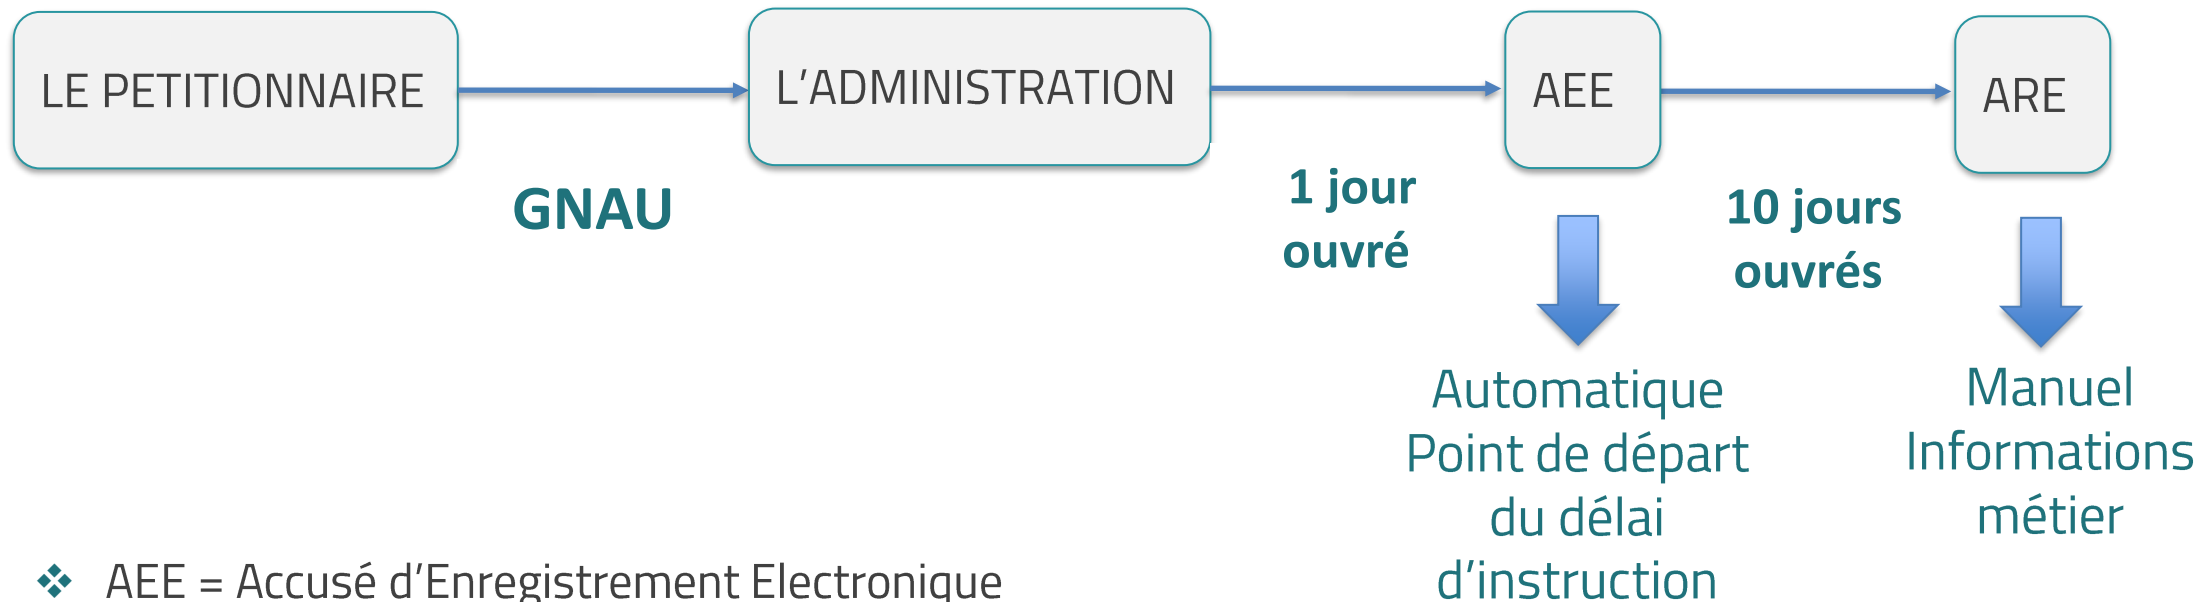 LE PETITIONNAIRE
L’ADMINISTRATION
AEE
ARE
GNAU
1 jour
ouvré
10 jours
ouvrés
Automatique
Point de départ
du délai
d’instruction
Manuel
Informations
métier
❖ AEE = Accusé d’Enregistrement Electronique